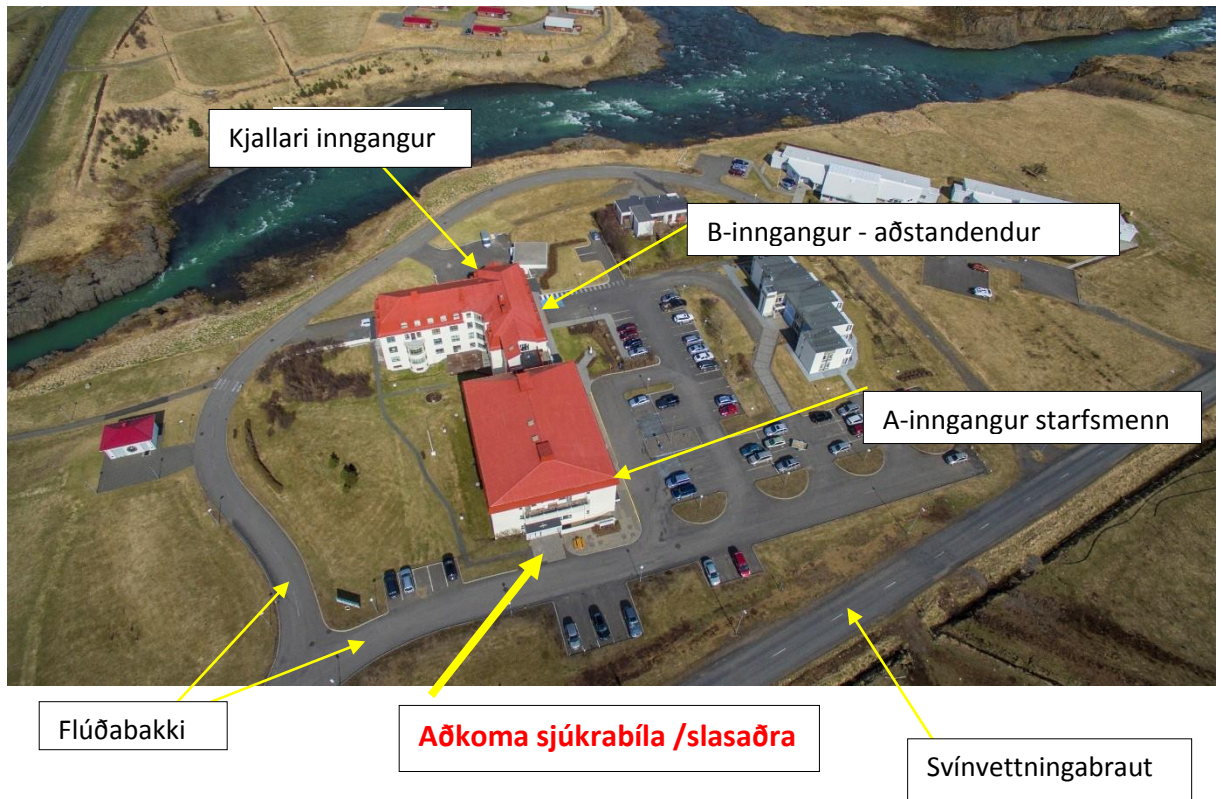 Kjallari inngangur
B-inngangur - aðstandendur
A-inngangur starfsmenn
Flúðabakki
Aðkoma sjúkrabíla /slasaðra
Svínvettningabraut